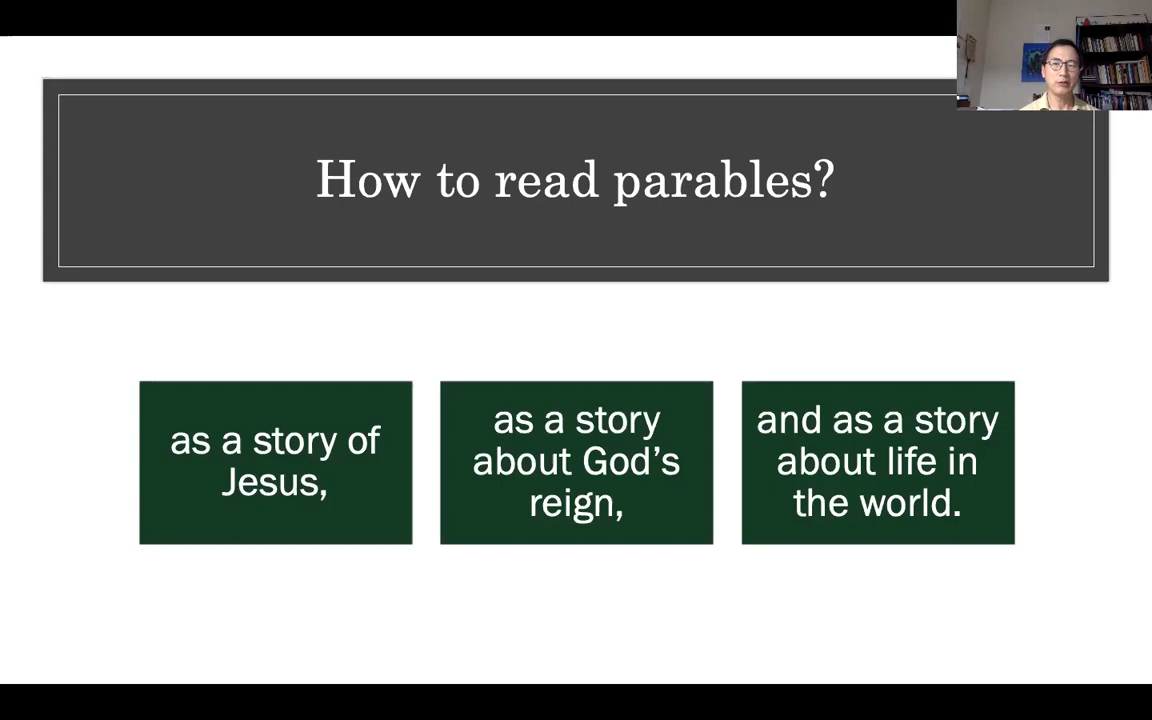 How to read parables?
as a story of
Jesus,
as a story
about God’s
reign,
and as a story
about life in
the world.